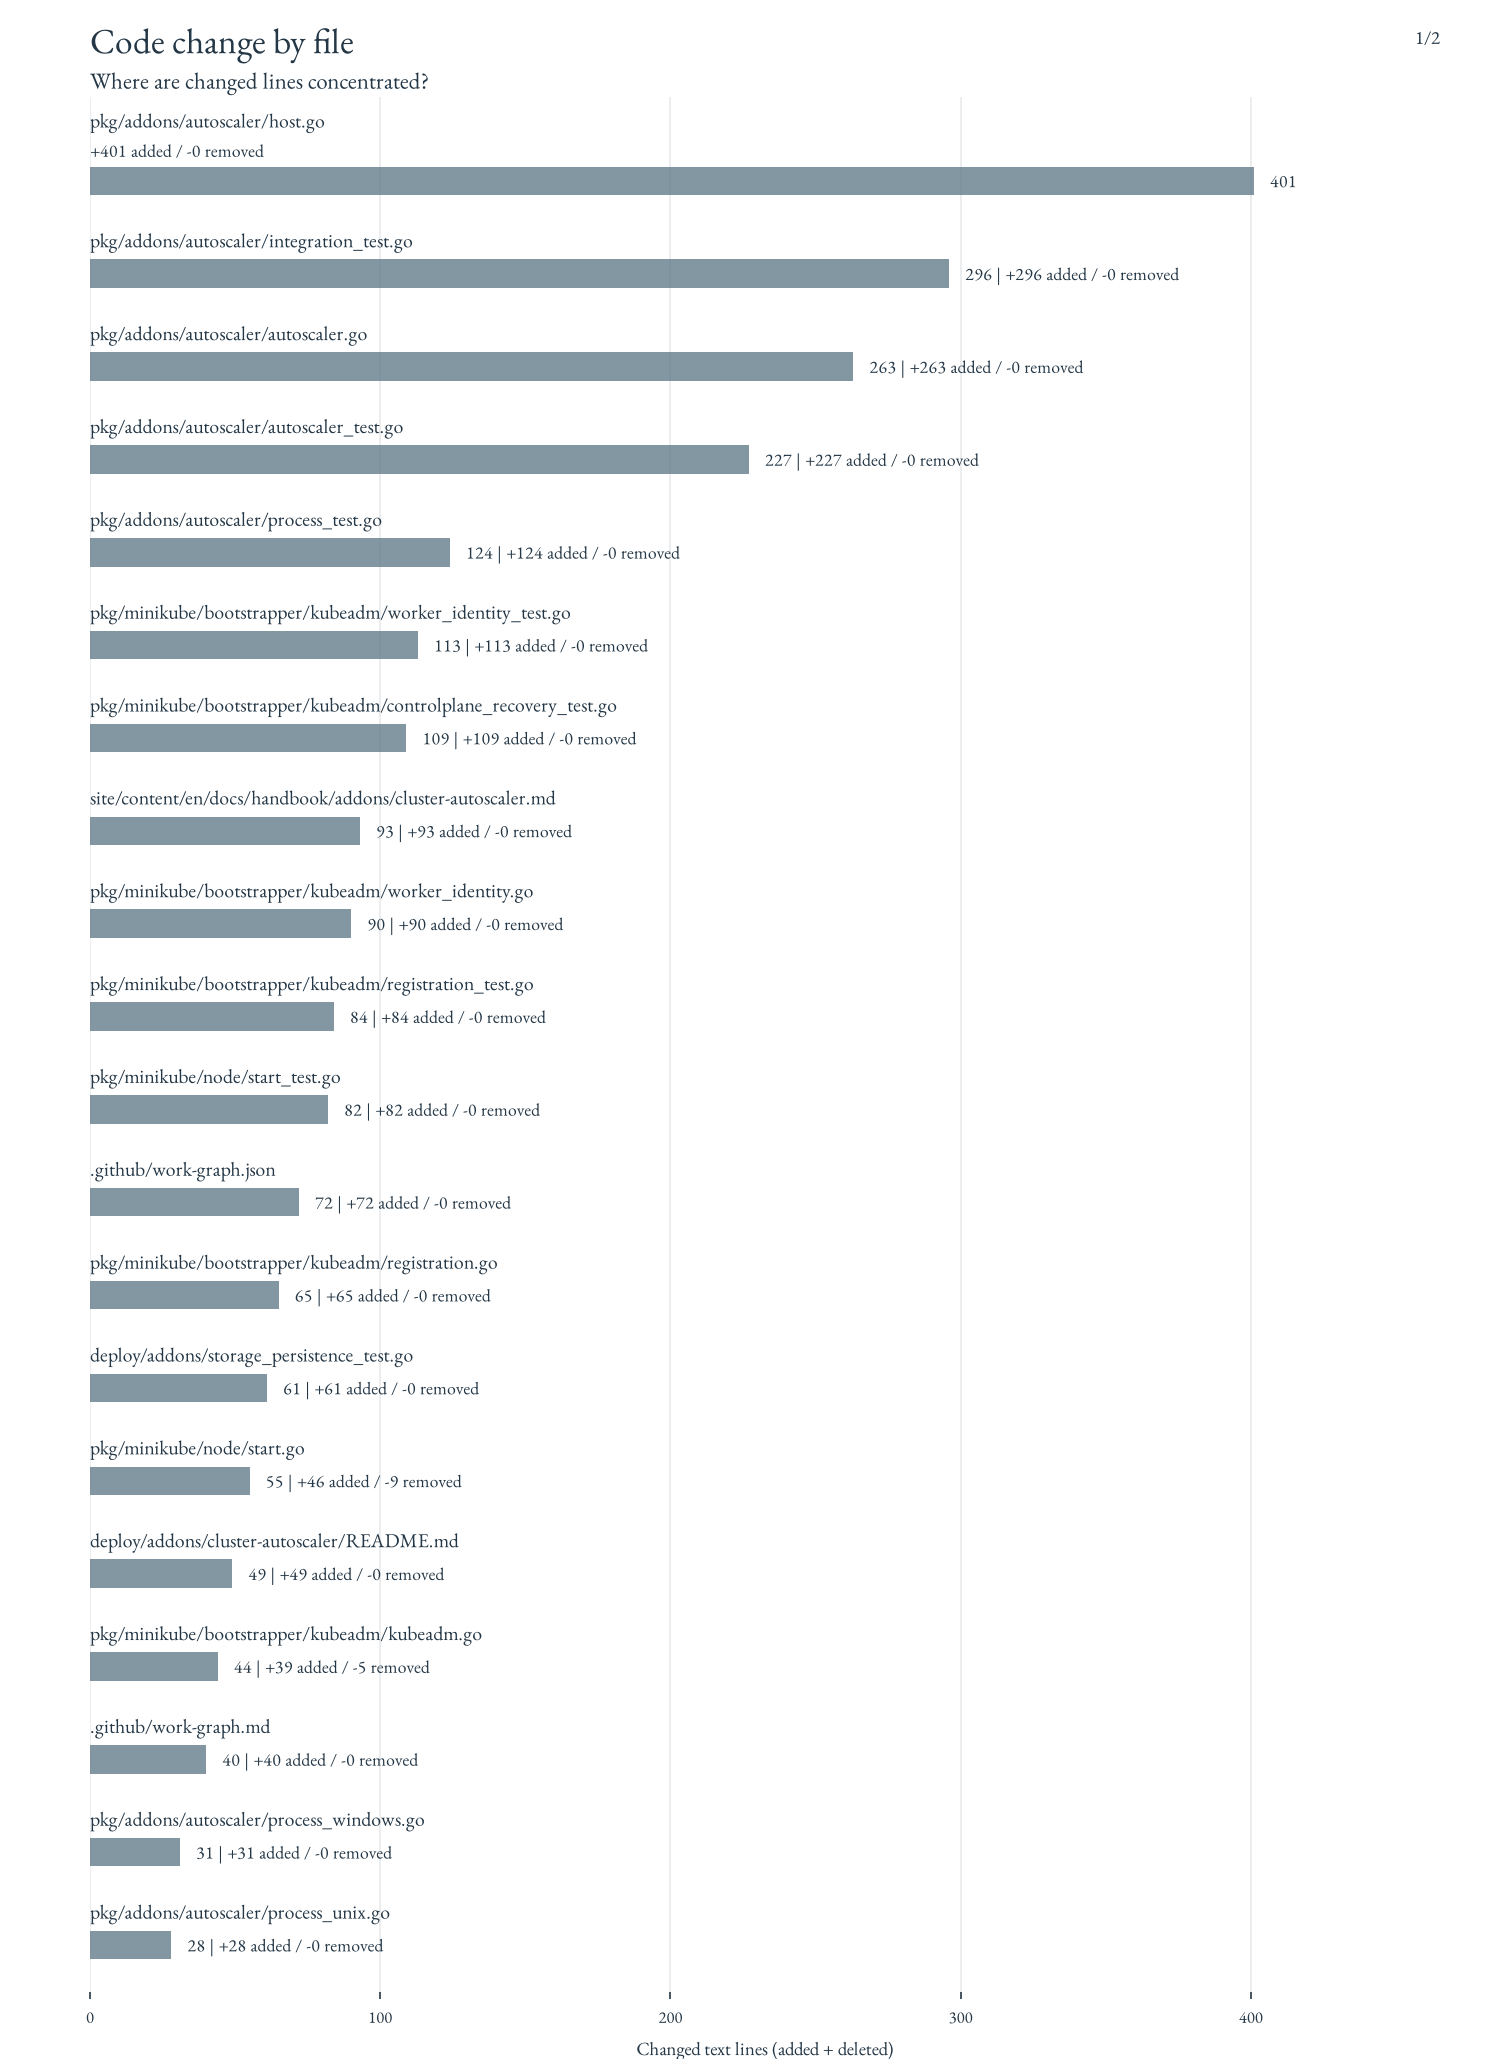 Code change by file
1/2
Where are changed lines concentrated?
pkg/addons/autoscaler/host.go
+401 added / -0 removed
401
pkg/addons/autoscaler/integration_test.go
296 | +296 added / -0 removed
pkg/addons/autoscaler/autoscaler.go
263 | +263 added / -0 removed
pkg/addons/autoscaler/autoscaler_test.go
227 | +227 added / -0 removed
pkg/addons/autoscaler/process_test.go
124 | +124 added / -0 removed
pkg/minikube/bootstrapper/kubeadm/worker_identity_test.go
113 | +113 added / -0 removed
pkg/minikube/bootstrapper/kubeadm/controlplane_recovery_test.go
109 | +109 added / -0 removed
site/content/en/docs/handbook/addons/cluster-autoscaler.md
93 | +93 added / -0 removed
pkg/minikube/bootstrapper/kubeadm/worker_identity.go
90 | +90 added / -0 removed
pkg/minikube/bootstrapper/kubeadm/registration_test.go
84 | +84 added / -0 removed
pkg/minikube/node/start_test.go
82 | +82 added / -0 removed
.github/work-graph.json
72 | +72 added / -0 removed
pkg/minikube/bootstrapper/kubeadm/registration.go
65 | +65 added / -0 removed
deploy/addons/storage_persistence_test.go
61 | +61 added / -0 removed
pkg/minikube/node/start.go
55 | +46 added / -9 removed
deploy/addons/cluster-autoscaler/README.md
49 | +49 added / -0 removed
pkg/minikube/bootstrapper/kubeadm/kubeadm.go
44 | +39 added / -5 removed
.github/work-graph.md
40 | +40 added / -0 removed
pkg/addons/autoscaler/process_windows.go
31 | +31 added / -0 removed
pkg/addons/autoscaler/process_unix.go
28 | +28 added / -0 removed
0 100 200 300 400
Changed text lines (added + deleted)